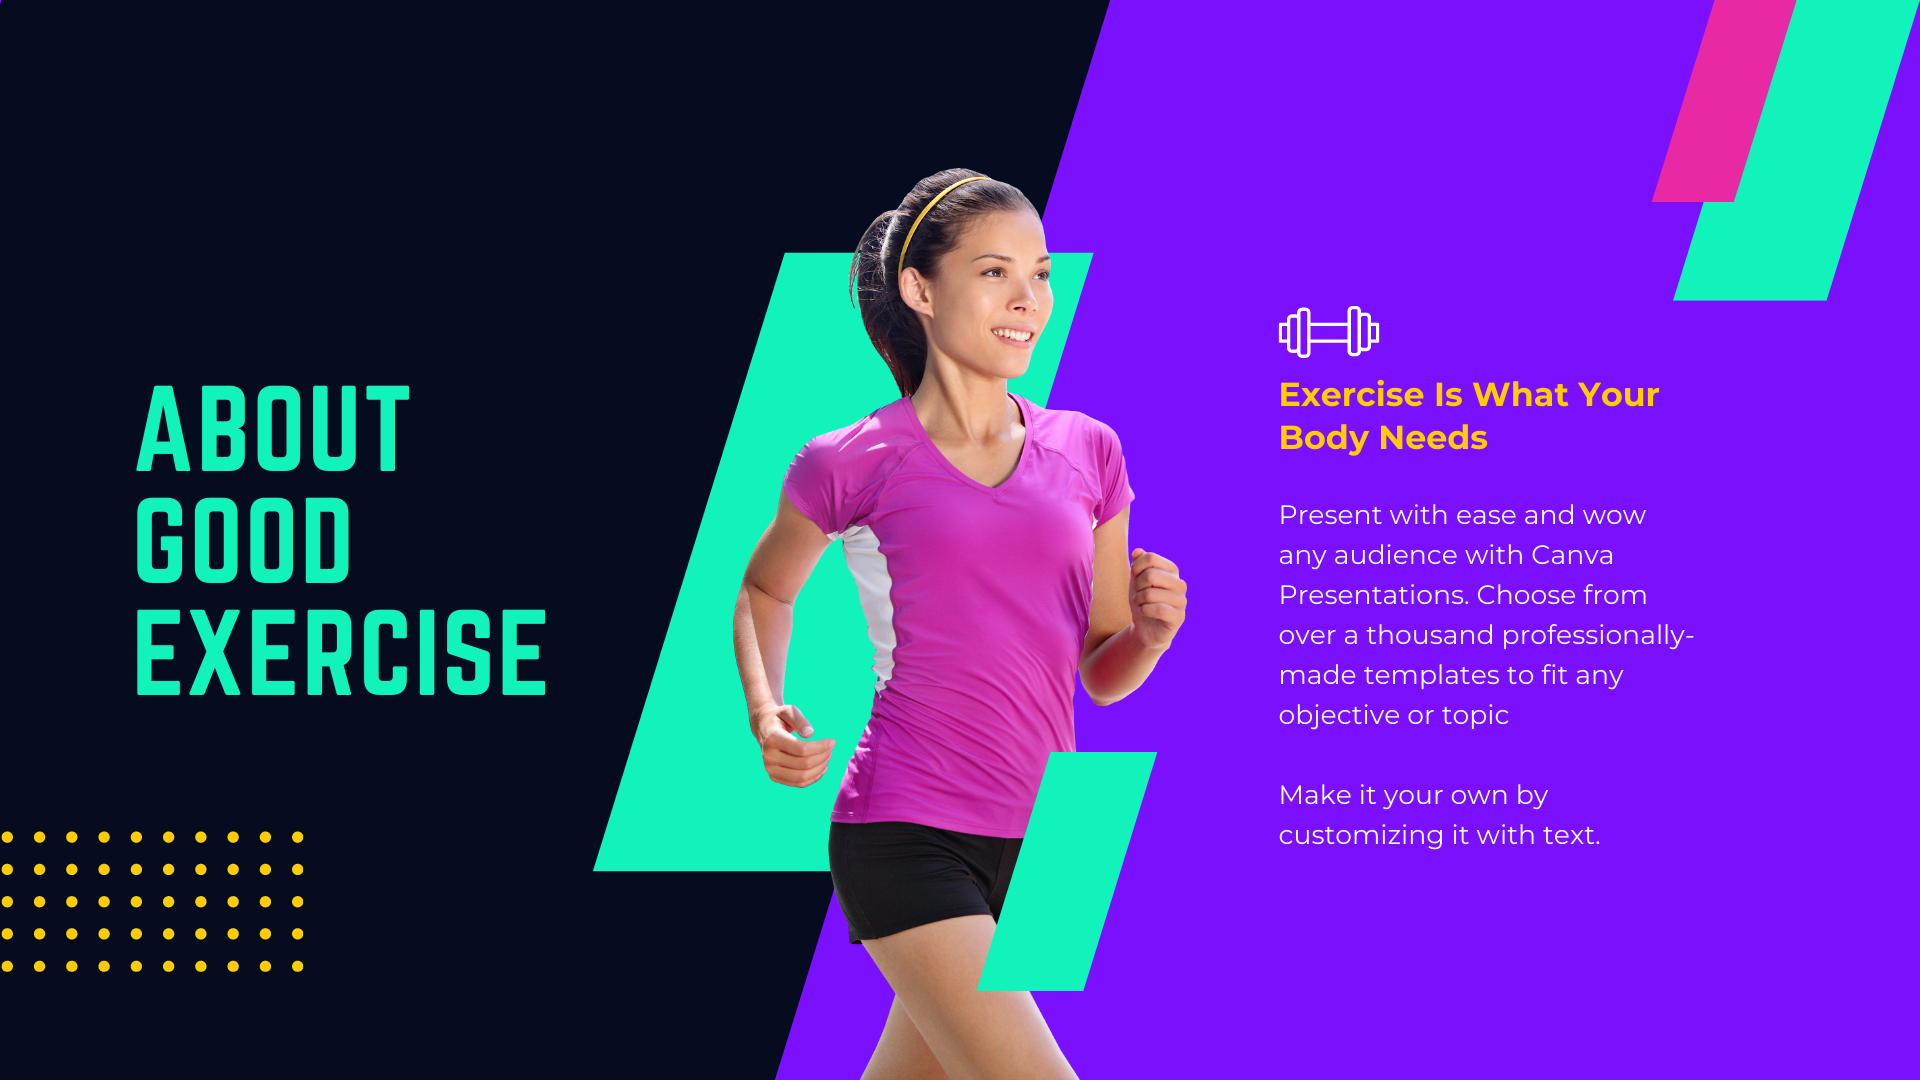 ABOUT
GOOD
EXERCISE
Exercise Is What Your
Body Needs
Present with ease and wow
any audience with Canva
Presentations. Choose from
over a thousand professionally-
made templates to fit any
objective or topic
Make it your own by
customizing it with text.